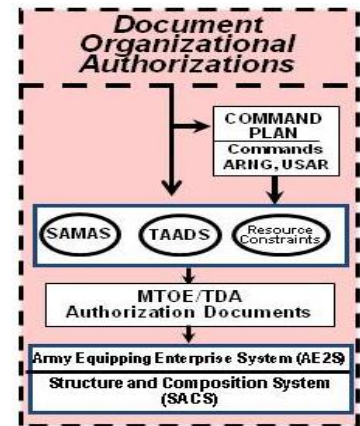 Document
Organizational
Authorizations
COMMAND
PLAN
Commands
ARNG, USAR
SAMAS
TAADS
Resource
Constraints
MTOE/TDA
Authorization Documents
Army Equipping Enterprise System (AE2S)
Structure and Composition System
(SACS)